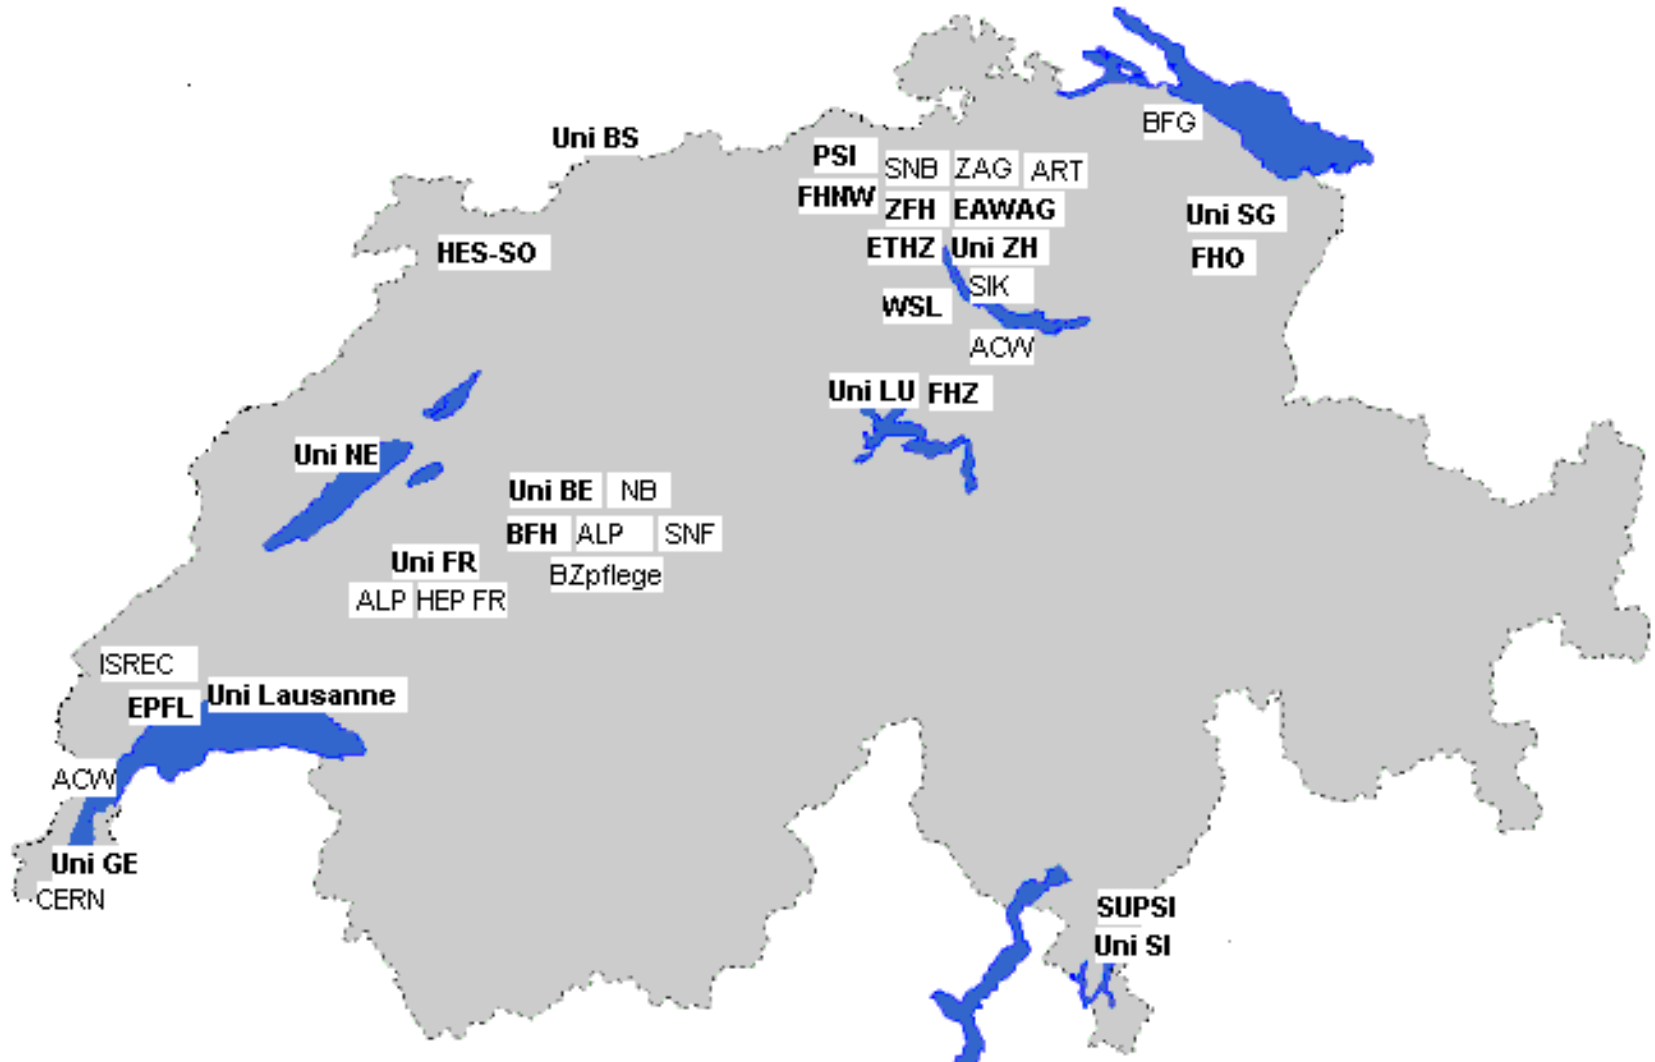 Uni BS
BFG
PSI
SNB ZAG ART
FHNW
ZFH EAWAG
Uni SG
ETHZ Uni ZH
HES-SO
FHO
SIK
WSL
ACW
Uni LU FHZ
Uni NE
Uni BE NB
BFH ALP SNF
Uni FR
BZpflege
ALP HEP FR
ISREC
Uni Lausanne
EPFL
ACW
Uni GE
CERN
SUPSI
Uni SI